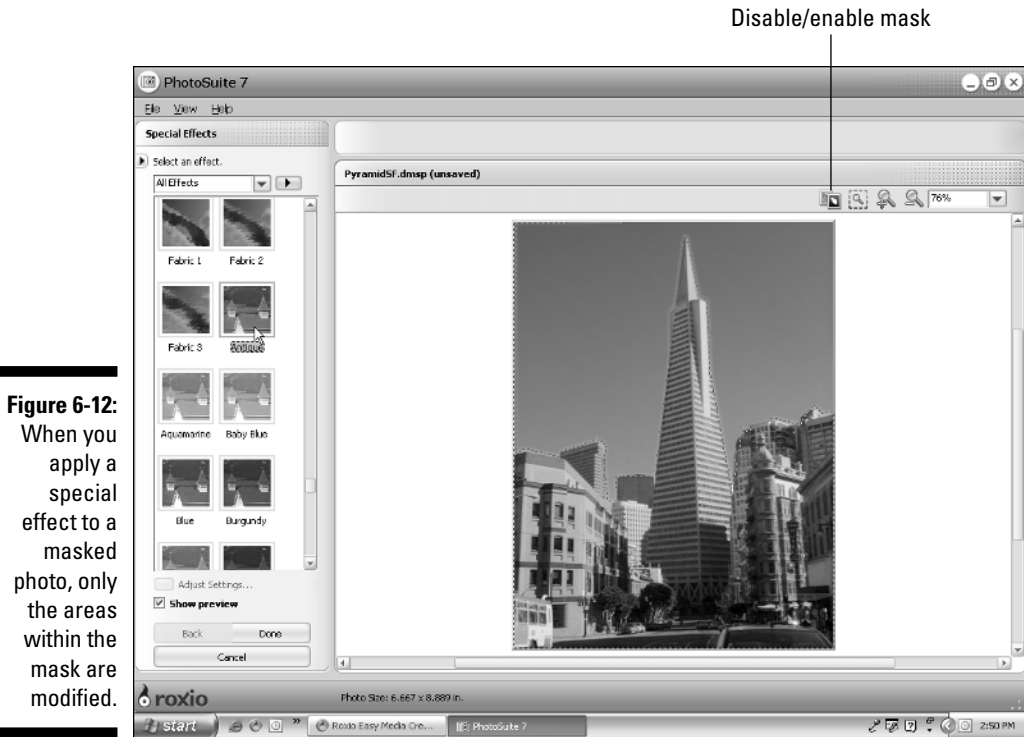 Disable/enable mask
PhotoSuite 7
File View Help
Special Effects
Select an effect.
All Effects
PyramidSF.dmsp (unsaved)
76%
Fabric 1 Fabric 2
Fabric 3 Antique
Aquamarine Baby Blue
Blue Burgundy
Adjust Settings...
Show preview
Back Done
Cancel
roxio
Photo Size: 6.667 x 8.889 in.
start
Roxio Easy Media Cre...
PhotoSuite 7
2:50 PM
Figure 6-12:
When you
apply a
special
effect to a
masked
photo, only
the areas
within the
mask are
modified.